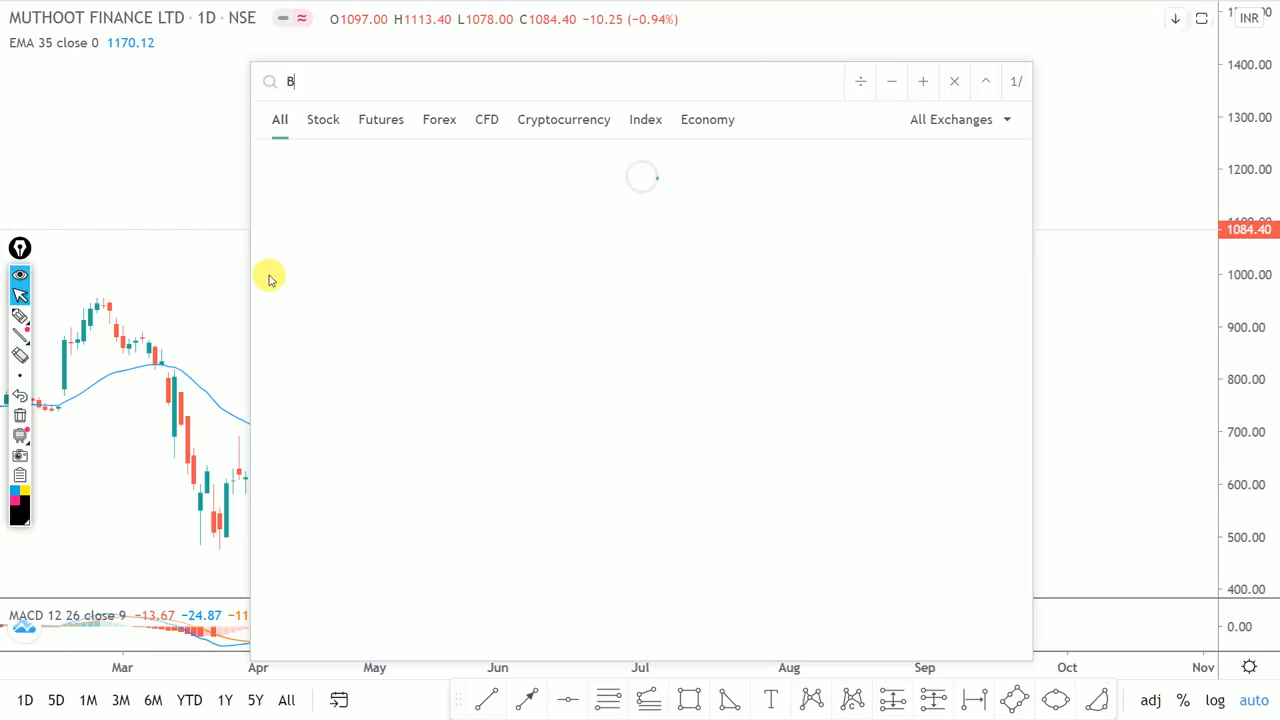 MUTHOOT FINANCE LTD · 1D · NSE O1097.00 H1113.40 L1078.00 C1084.40 −10.25 (−0.94%) INR
EMA 35 close 0 1170.12
B 1/
All Stock Futures Forex CFD Cryptocurrency Index Economy All Exchanges
1400.00
1300.00
1200.00
1084.40
1000.00
900.00
800.00
700.00
600.00
500.00
400.00
MACD 12 26 close 9 −13.67 −24.87 −11
0.00
Mar Apr May Jun Jul Aug Sep Oct Nov
1D 5D 1M 3M 6M YTD 1Y 5Y All T adj % log auto